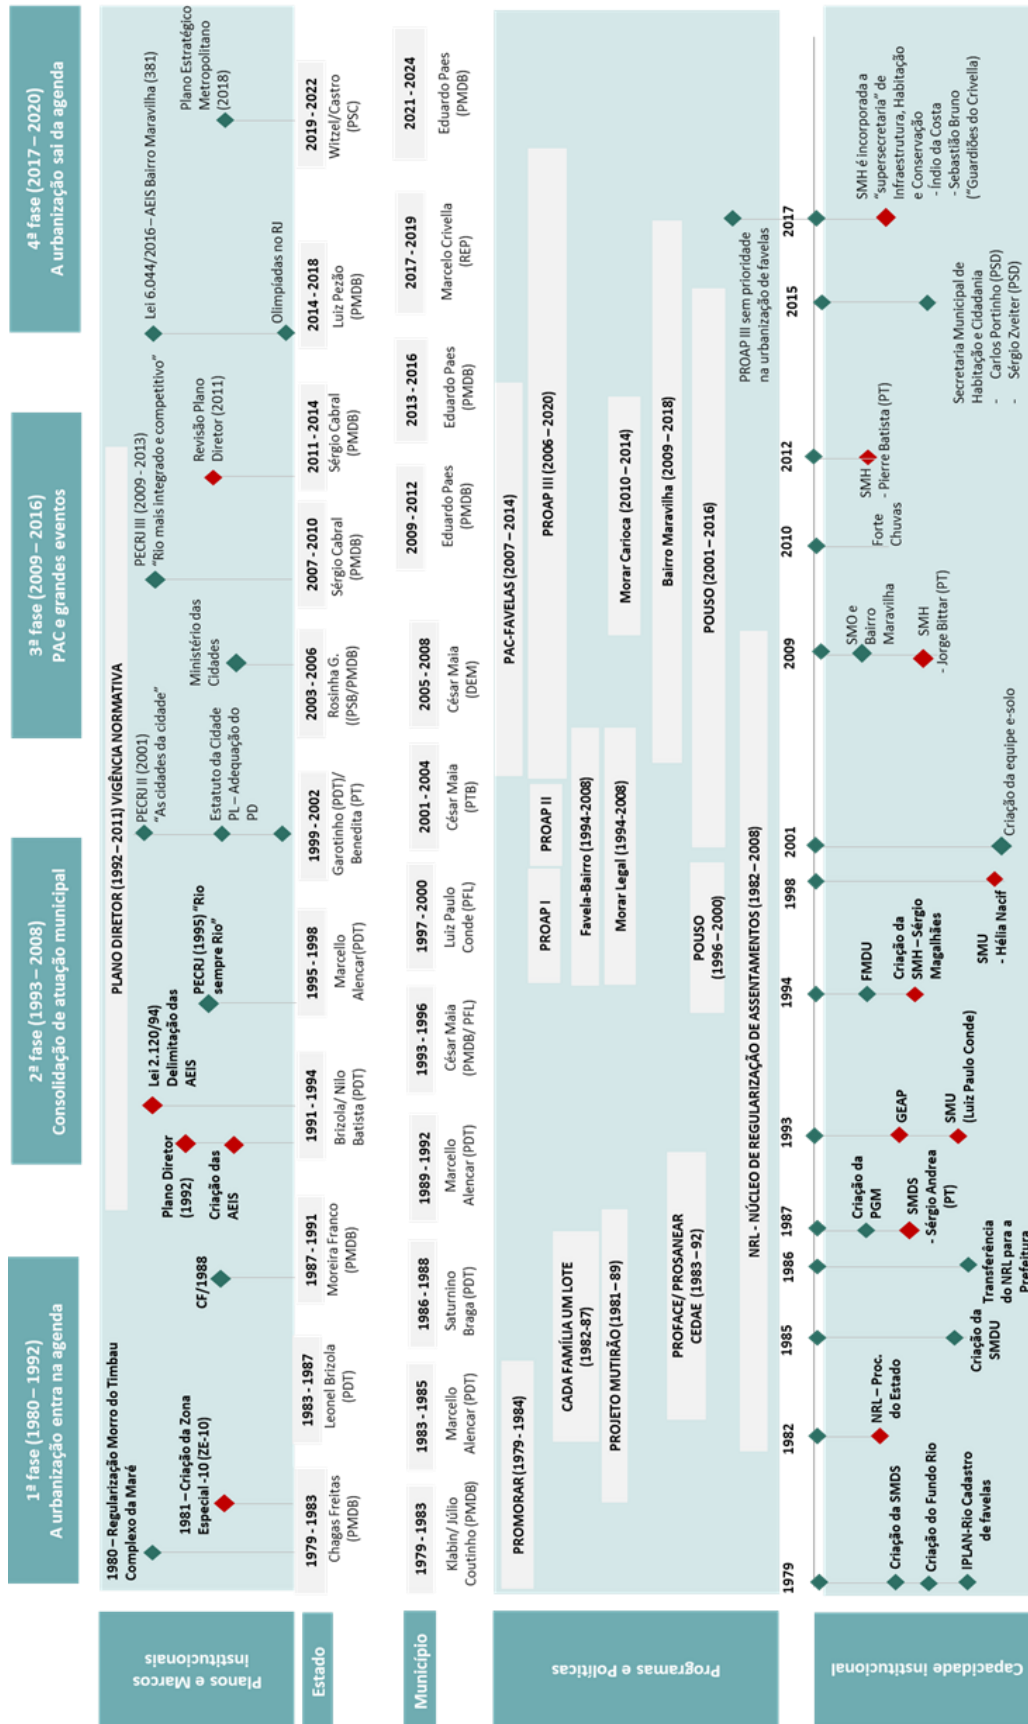 1ª fase (1980 – 1992)
A urbanização entra na agenda
2ª fase (1993 – 2008)
Consolidação de atuação municipal
3ª fase (2009 – 2016)
PAC e grandes eventos
4ª fase (2017 – 2020)
A urbanização sai da agenda
Planos e Marcos
institucionais
PLANO DIRETOR (1992 – 2011) VIGÊNCIA NORMATIVA
1980 – Regularização Morro do Timbau
Complexo da Maré
1981 – Criação da Zona
Especial -10 (ZE-10)
CF/1988
Plano Diretor
(1992)
Criação das
AEIS
Lei 2.120/94)
Delimitação das
AEIS
PECRJ (1995) “Rio
sempre Rio”
PECRJ II (2001)
“As cidades da cidade”
Estatuto da Cidade
PL – Adequação do
PD
Ministério das
Cidades
PECRJ III (2009 - 2013)
“Rio mais integrado e competitivo”
Revisão Plano
Diretor (2011)
Lei 6.044/2016 – AEIS Bairro Maravilha (381)
Olimpíadas no RJ
Plano Estratégico
Metropolitano
(2018)
Estado
1979 - 1983
Chagas Freitas
(PMDB)
1983 - 1987
Leonel Brizola
(PDT)
1987 - 1991
Moreira Franco
(PMDB)
1991 - 1994
Brizola/ Nilo
Batista (PDT)
1995 - 1998
Marcello
Alencar(PDT)
1999 - 2002
Garotinho (PDT)/
Benedita (PT)
2003 - 2006
Rosinha G.
((PSB/PMDB)
2007 - 2010
Sérgio Cabral
(PMDB)
2011 - 2014
Sérgio Cabral
(PMDB)
2014 - 2018
Luiz Pezão
(PMDB)
2019 - 2022
Witzel/Castro
(PSC)
Município
1979 - 1983
Klabin/ Júlio
Coutinho (PMDB)
1983 - 1985
Marcello
Alencar (PDT)
1986 - 1988
Saturnino
Braga (PDT)
1989 - 1992
Marcello
Alencar (PDT)
1993 - 1996
César Maia
(PMDB/ PFL)
1997 - 2000
Luiz Paulo
Conde (PFL)
2001 - 2004
César Maia
(PTB)
2005 - 2008
César Maia
(DEM)
2009 - 2012
Eduardo Paes
(PMDB)
2013 - 2016
Eduardo Paes
(PMDB)
2017 - 2019
Marcelo Crivella
(REP)
2021 - 2024
Eduardo Paes
(PMDB)
Programas e Políticas
PROMORAR (1979 - 1984)
CADA FAMÍLIA UM LOTE
(1982-87)
PROJETO MUTIRÃO (1981 – 89)
PROFACE/ PROSANEAR
CEDAE (1983 – 92)
NRL - NÚCLEO DE REGULARIZAÇÃO DE ASSENTAMENTOS (1982 – 2008)
PROAP I
PROAP II
Favela-Bairro (1994-2008)
Morar Legal (1994-2008)
POUSO
(1996 – 2000)
PAC-FAVELAS (2007 – 2014)
PROAP III (2006 – 2020)
Morar Carioca (2010 – 2014)
Bairro Maravilha (2009 – 2018)
POUSO (2001 – 2016)
PROAP III sem prioridade
na urbanização de favelas
Capacidade institucional
1979
Criação da SMDS
Criação do Fundo Rio
IPLAN-Rio Cadastro
de favelas
1982
NRL – Proc.
do Estado
1985
Criação da
SMDU
1986
Transferência
do NRL para a
Prefeitura
1987
Criação da
PGM
SMDS
- Sérgio Andrea
(PT)
1993
GEAP
SMU
(Luiz Paulo Conde)
1994
FMDU
Criação da
SMH – Sérgio
Magalhães
1998
SMU
- Hélia Nacif
2001
Criação da equipe e-solo
2009
SMO e
Bairro
Maravilha
SMH
- Jorge Bittar (PT)
2010
Forte
Chuvas
2012
SMH
- Pierre Batista (PT)
2015
Secretaria Municipal de
Habitação e Cidadania
- Carlos Portinho (PSD)
- Sérgio Zveiter (PSD)
2017
SMH é incorporada a
“supersecretaria” de
Infraestrutura, Habitação
e Conservação
- Índio da Costa
- Sebastião Bruno
(“Guardiões do Crivella)